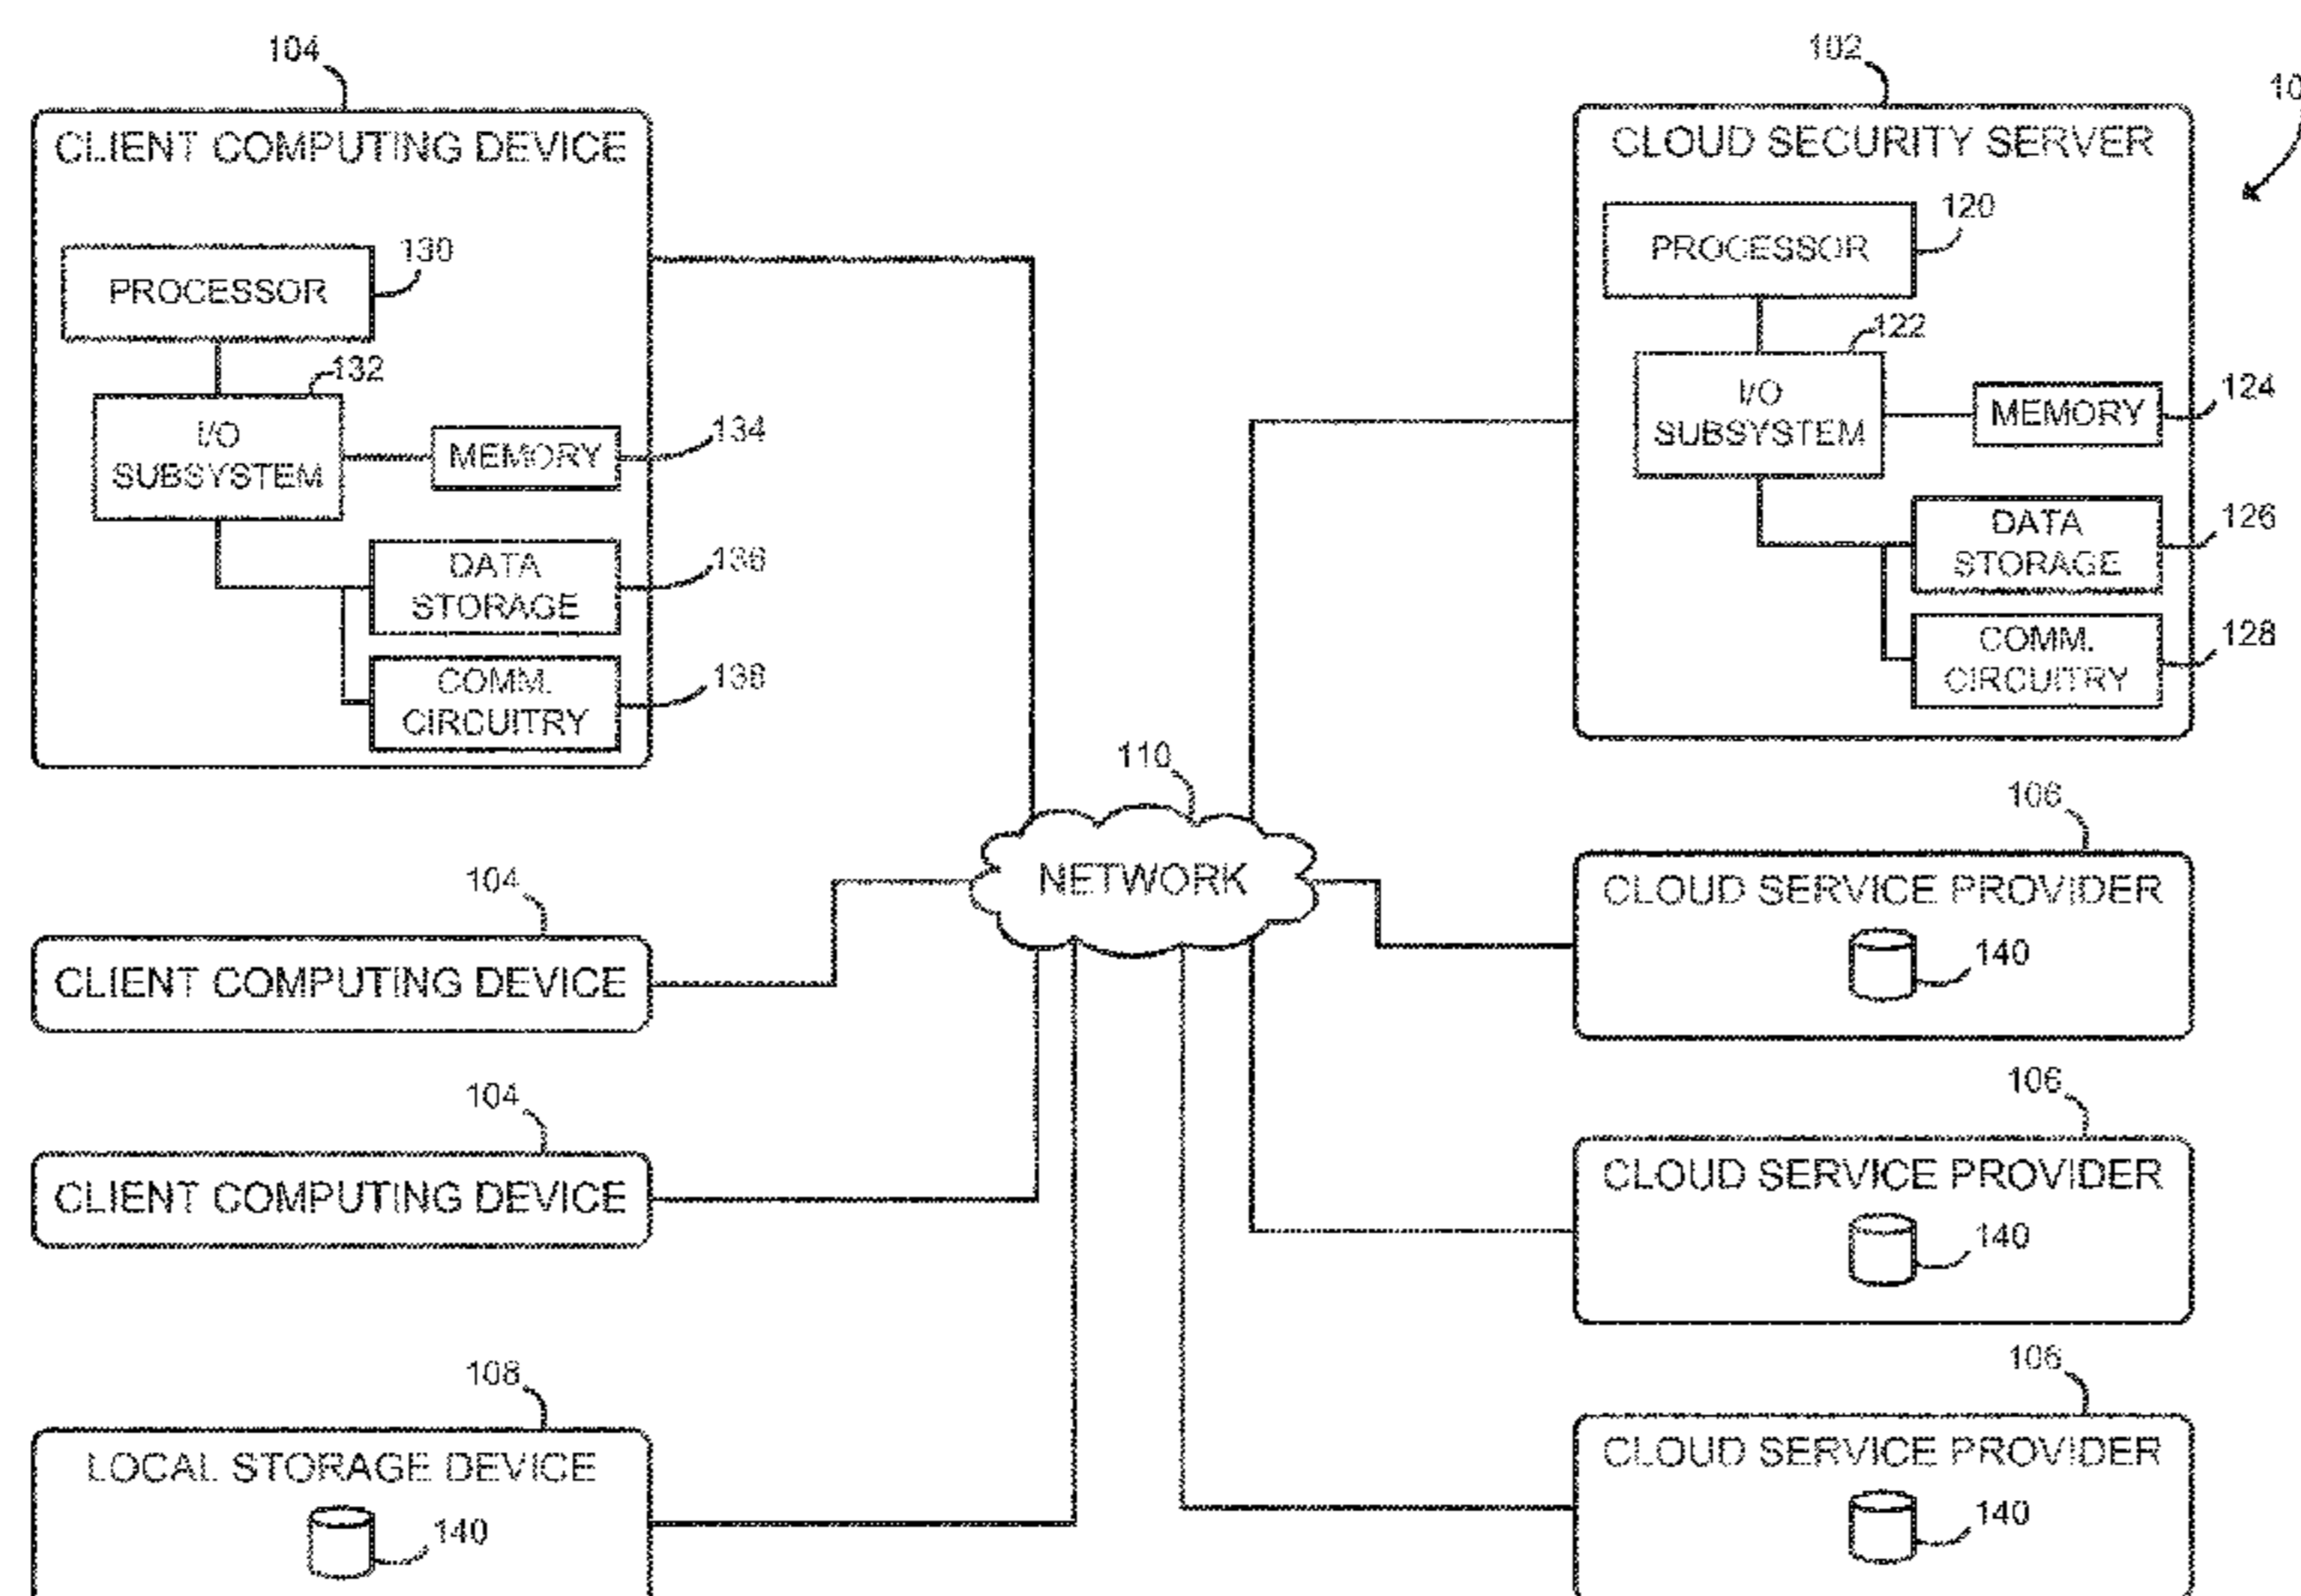 104
CLIENT COMPUTING DEVICE
130
PROCESSOR
132
I/O
SUBSYSTEM
134
MEMORY
136
DATA
STORAGE
138
COMM.
CIRCUITRY
102
CLOUD SECURITY SERVER
120
PROCESSOR
122
I/O
SUBSYSTEM
124
MEMORY
126
DATA
STORAGE
128
COMM.
CIRCUITRY
110
NETWORK
104
CLIENT COMPUTING DEVICE
104
CLIENT COMPUTING DEVICE
108
LOCAL STORAGE DEVICE
140
106
CLOUD SERVICE PROVIDER
140
106
CLOUD SERVICE PROVIDER
140
106
CLOUD SERVICE PROVIDER
140